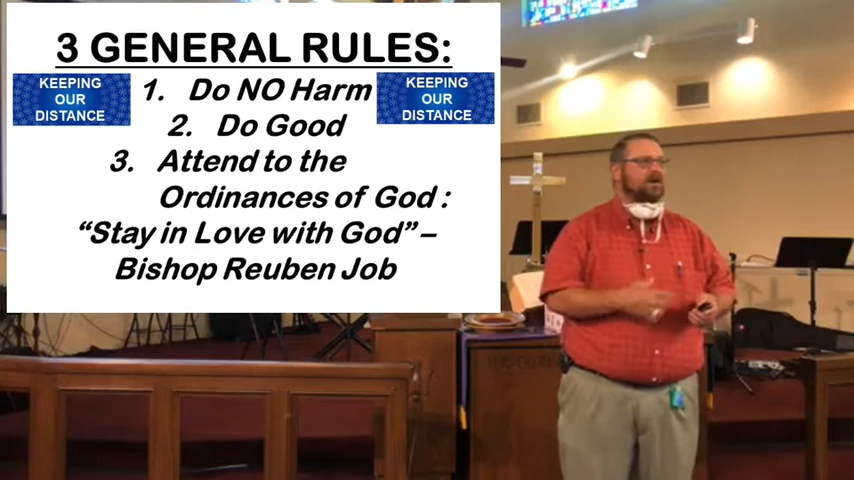 3 GENERAL RULES:
KEEPING
OUR
DISTANCE
1. Do NO Harm
KEEPING
OUR
DISTANCE
2. Do Good
3. Attend to the
Ordinances of God :
“Stay in Love with God” –
Bishop Reuben Job